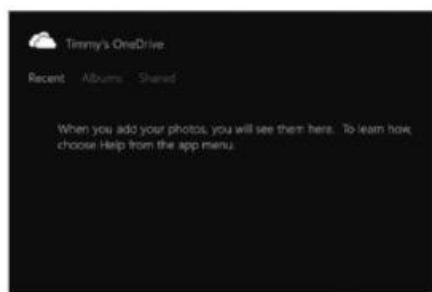 Timmy's OneDrive
Recent Albums Shared
When you add your photos, you will see them here. To learn how,
choose Help from the app menu.